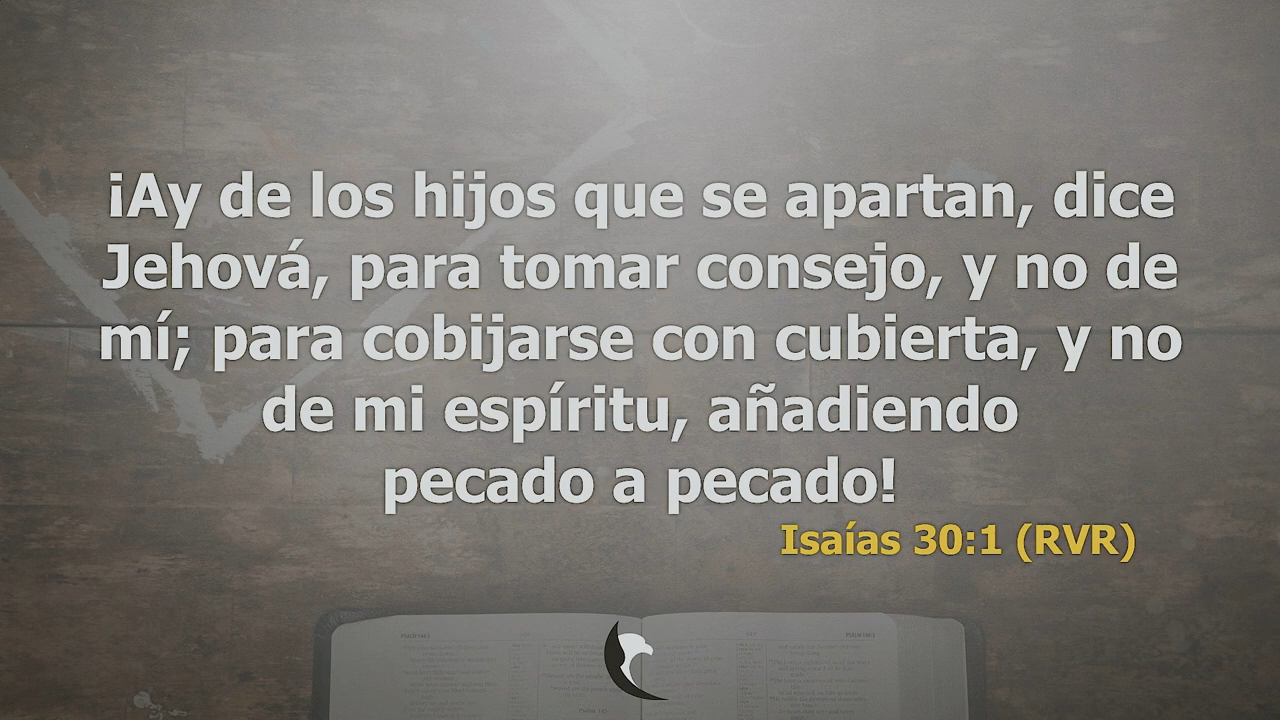 ¡Ay de los hijos que se apartan, dice
Jehová, para tomar consejo, y no de
mí; para cobijarse con cubierta, y no
de mi espíritu, añadiendo
pecado a pecado!
Isaías 30:1 (RVR)